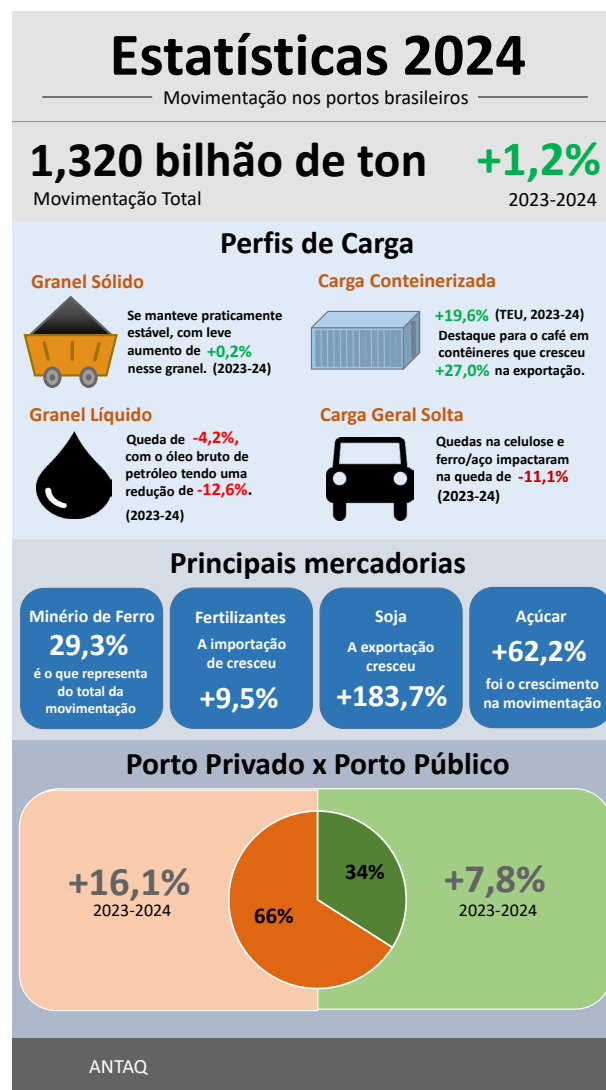 Estatísticas 2024
Movimentação nos portos brasileiros
1,320 bilhão de ton
+1,2%
Movimentação Total
2023-2024
Perfis de Carga
Granel Sólido
Se manteve praticamente
estável, com leve
aumento de +0,2%
nesse granel. (2023-24)
Carga Conteinerizada
+19,6% (TEU, 2023-24)
Destaque para o café em
contêineres que cresceu
+27,0% na exportação.
Granel Líquido
Queda de -4,2%,
com o óleo bruto de
petróleo tendo uma
redução de -12,6%.
(2023-24)
Carga Geral Solta
Quedas na celulose e
ferro/aço impactaram
na queda de -11,1%
(2023-24)
Principais mercadorias
Minério de Ferro
29,3%
é o que representa
do total da
movimentação
Fertilizantes
A importação
de cresceu
+9,5%
Soja
A exportação
cresceu
+183,7%
Açúcar
+62,2%
foi o crescimento
na movimentação
Porto Privado x Porto Público
+16,1%
2023-2024
66%
34%
+7,8%
2023-2024
ANTAQ